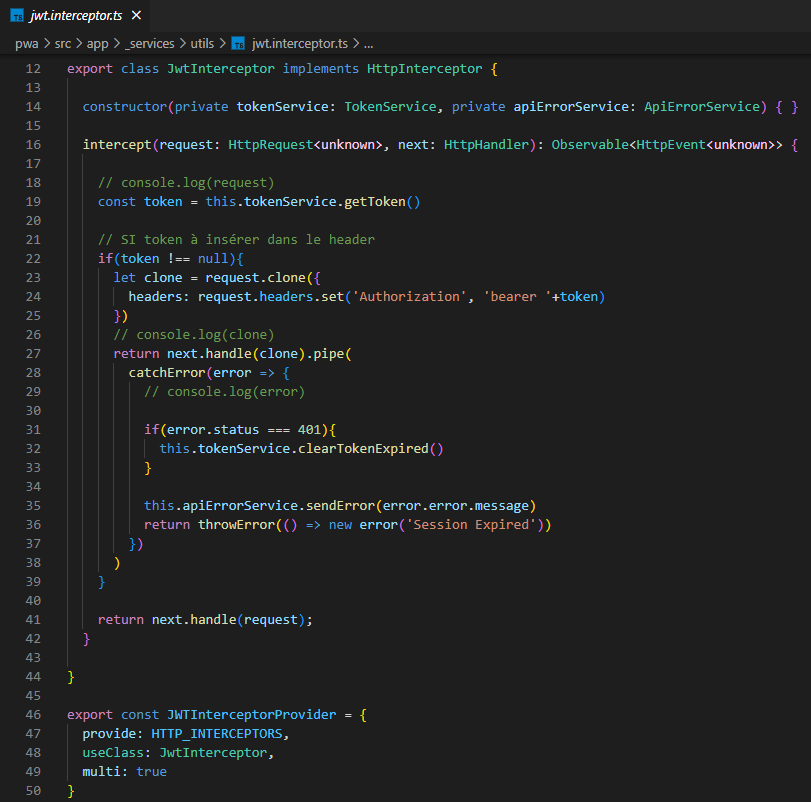 TS jwt.interceptor.ts ×
pwa > src > app > _services > utils > TS jwt.interceptor.ts > ...
12 export class JwtInterceptor implements HttpInterceptor {
13
14   constructor(private tokenService: TokenService, private apiErrorService: ApiErrorService) { }
15
16   intercept(request: HttpRequest<unknown>, next: HttpHandler): Observable<HttpEvent<unknown>> {
17
18     // console.log(request)
19     const token = this.tokenService.getToken()
20
21     // SI token à insérer dans le header
22     if(token !== null){
23       let clone = request.clone({
24         headers: request.headers.set('Authorization', 'bearer '+token)
25       })
26       // console.log(clone)
27       return next.handle(clone).pipe(
28         catchError(error => {
29           // console.log(error)
30
31           if(error.status === 401){
32             this.tokenService.clearTokenExpired()
33           }
34
35           this.apiErrorService.sendError(error.error.message)
36           return throwError(() => new error('Session Expired'))
37         })
38       )
39     }
40
41     return next.handle(request);
42   }
43
44 }
45
46 export const JWTInterceptorProvider = {
47   provide: HTTP_INTERCEPTORS,
48   useClass: JwtInterceptor,
49   multi: true
50 }